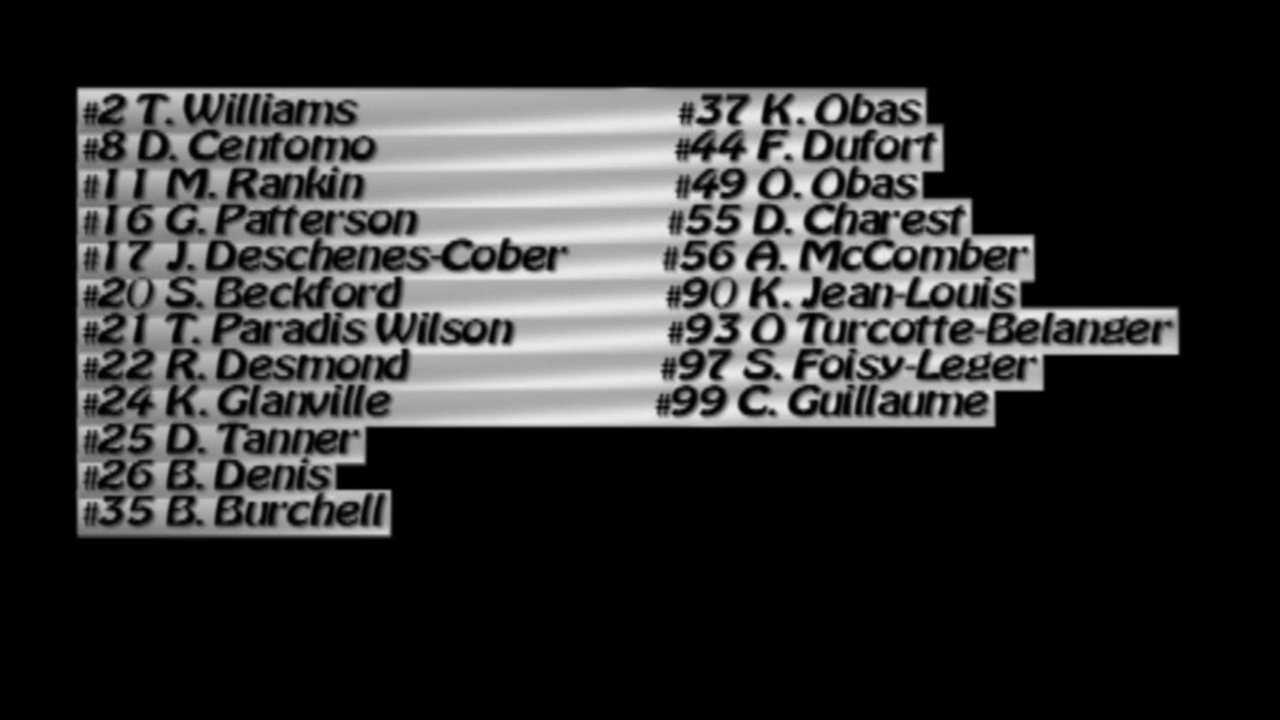 #2 T. Williams
#8 D. Centomo
#11 M. Rankin
#16 G. Patterson
#17 J. Deschenes-Cober
#20 S. Beckford
#21 T. Paradis Wilson
#22 R. Desmond
#24 K. Glanville
#25 D. Tanner
#26 B. Denis
#35 B. Burchell
#37 K. Obas
#44 F. Dufort
#49 O. Obas
#55 D. Charest
#56 A. McComber
#90 K. Jean-Louis
#93 O Turcotte-Belanger
#97 S. Foisy-Leger
#99 C. Guillaume